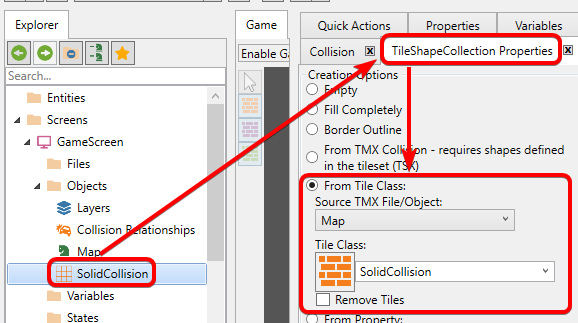 Explorer
Search...
Entities
Screens
GameScreen
Files
Objects
Layers
Collision Relationships
Map
SolidCollision
Variables
States
Game
Enable Ga
Quick Actions
Properties
Variables
Collision
TileShapeCollection Properties
Creation Options
Empty
Fill Completely
Border Outline
From TMX Collision - requires shapes defined
in the tileset (TSX)
From Tile Class:
Source TMX File/Object:
Map
Tile Class:
SolidCollision
Remove Tiles
From Property: